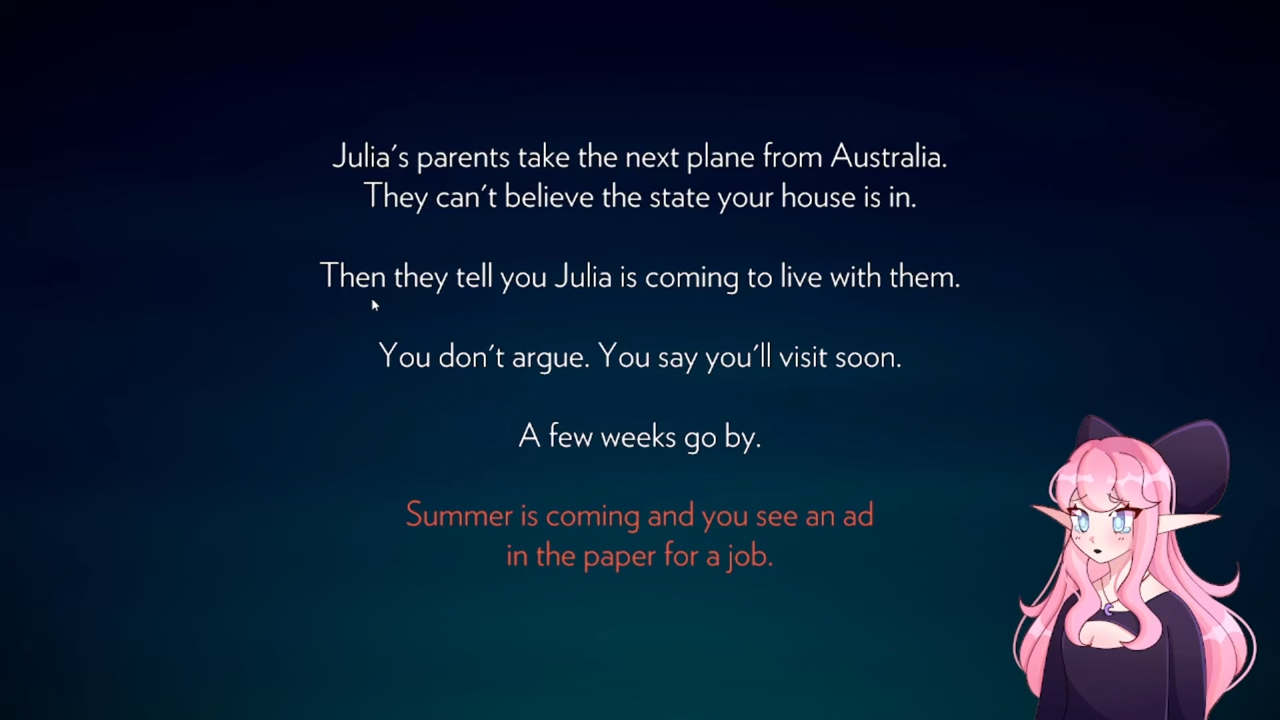 Julia's parents take the next plane from Australia.
They can't believe the state your house is in.
Then they tell you Julia is coming to live with them.
You don't argue. You say you'll visit soon.
A few weeks go by.
Summer is coming and you see an ad
in the paper for a job.